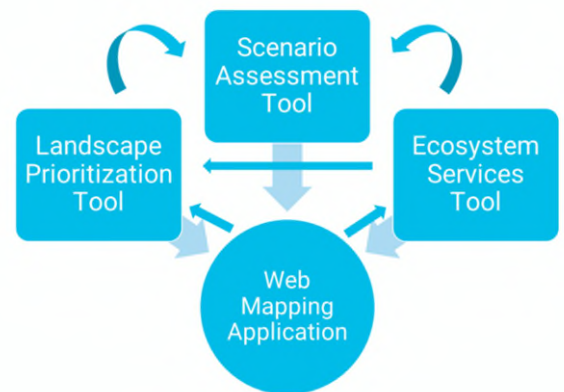 Scenario
Assessment
Tool
Landscape
Prioritization
Tool
Ecosystem
Services
Tool
Web
Mapping
Application